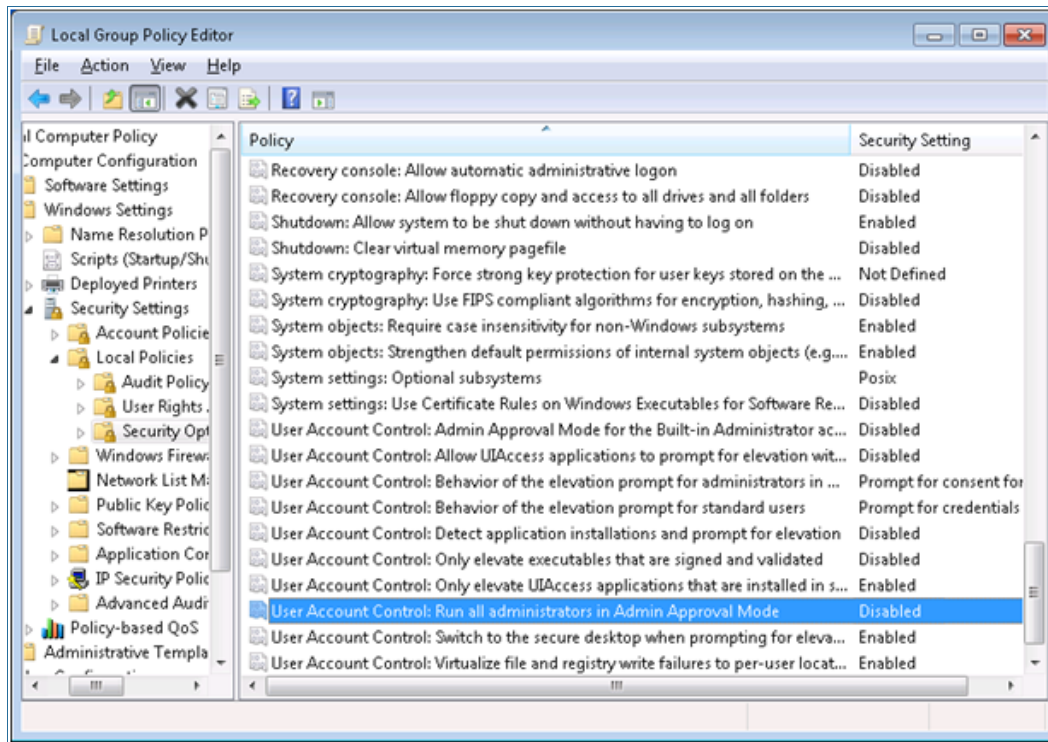 Local Group Policy Editor
File Action View Help
l Computer Policy
Computer Configuration
Software Settings
Windows Settings
Name Resolution P
Scripts (Startup/Shu
Deployed Printers
Security Settings
Account Policie
Local Policies
Audit Policy
User Rights .
Security Opt
Windows Firew
Network List M
Public Key Polic
Software Restric
Application Cor
IP Security Polic
Advanced Audi
Policy-based QoS
Administrative Templa
Policy Security Setting
Recovery console: Allow automatic administrative logon Disabled
Recovery console: Allow floppy copy and access to all drives and all folders Disabled
Shutdown: Allow system to be shut down without having to log on Enabled
Shutdown: Clear virtual memory pagefile Disabled
System cryptography: Force strong key protection for user keys stored on the ... Not Defined
System cryptography: Use FIPS compliant algorithms for encryption, hashing, ... Disabled
System objects: Require case insensitivity for non-Windows subsystems Enabled
System objects: Strengthen default permissions of internal system objects (e.g.... Enabled
System settings: Optional subsystems Posix
System settings: Use Certificate Rules on Windows Executables for Software Re... Disabled
User Account Control: Admin Approval Mode for the Built-in Administrator ac... Disabled
User Account Control: Allow UIAccess applications to prompt for elevation wit... Disabled
User Account Control: Behavior of the elevation prompt for administrators in ... Prompt for consent for
User Account Control: Behavior of the elevation prompt for standard users Prompt for credentials
User Account Control: Detect application installations and prompt for elevation Disabled
User Account Control: Only elevate executables that are signed and validated Disabled
User Account Control: Only elevate UIAccess applications that are installed in s... Enabled
User Account Control: Run all administrators in Admin Approval Mode Disabled
User Account Control: Switch to the secure desktop when prompting for eleva... Enabled
User Account Control: Virtualize file and registry write failures to per-user locat... Enabled